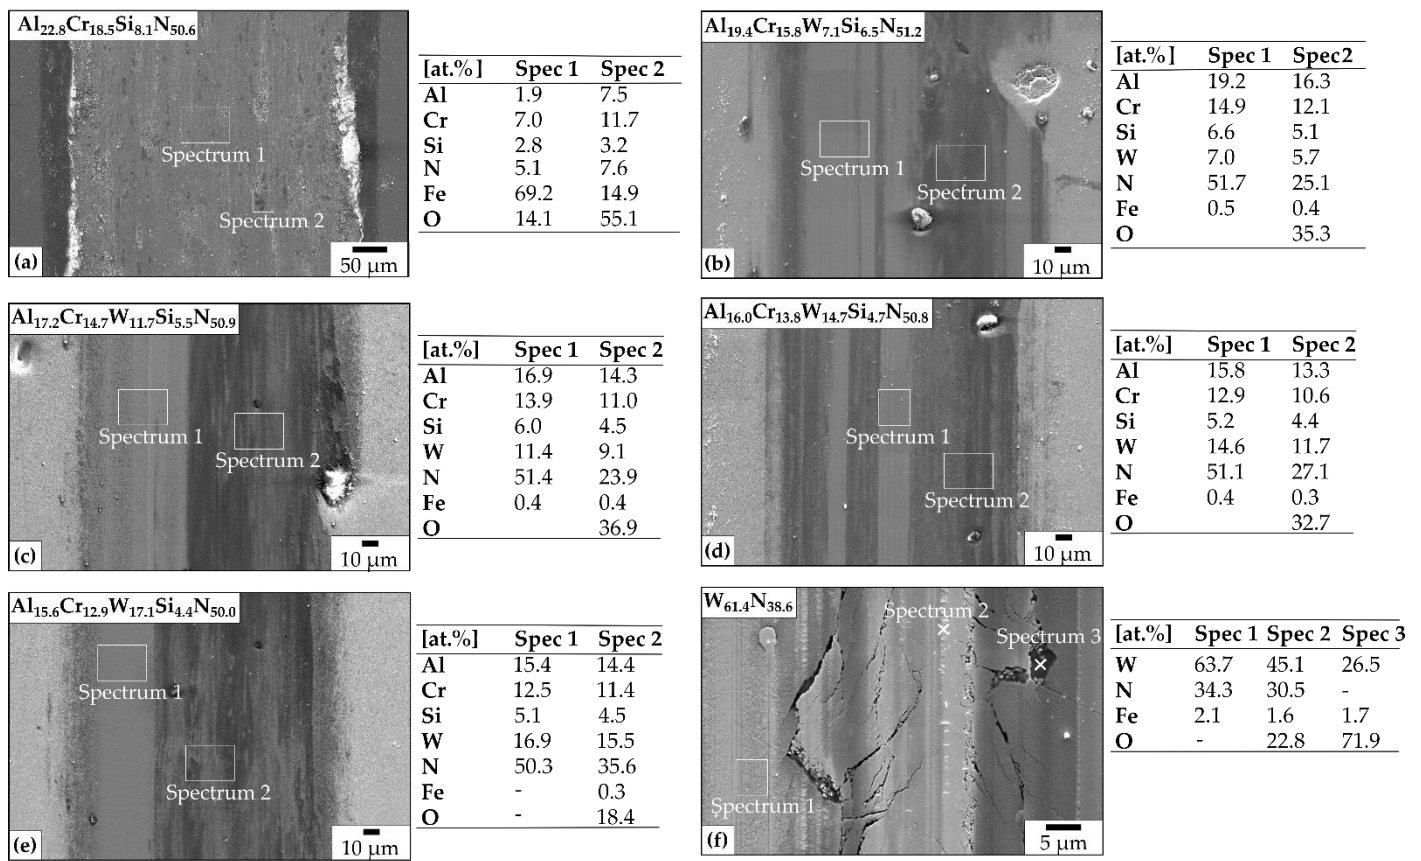 Al22.8Cr18.5Si8.1N50.6
Spectrum 1
Spectrum 2
(a)
50 µm
[at.%] Spec 1 Spec 2
Al 1.9 7.5
Cr 7.0 11.7
Si 2.8 3.2
N 5.1 7.6
Fe 69.2 14.9
O 14.1 55.1
Al19.4Cr15.8W7.1Si6.5N51.2
Spectrum 1
Spectrum 2
(b)
10 µm
[at.%] Spec 1 Spec2
Al 19.2 16.3
Cr 14.9 12.1
Si 6.6 5.1
W 7.0 5.7
N 51.7 25.1
Fe 0.5 0.4
O 35.3
Al17.2Cr14.7W11.7Si5.5N50.9
Spectrum 1
Spectrum 2
(c)
10 µm
[at.%] Spec 1 Spec 2
Al 16.9 14.3
Cr 13.9 11.0
Si 6.0 4.5
W 11.4 9.1
N 51.4 23.9
Fe 0.4 0.4
O 36.9
Al16.0Cr13.8W14.7Si4.7N50.8
Spectrum 1
Spectrum 2
(d)
10 µm
[at.%] Spec 1 Spec 2
Al 15.8 13.3
Cr 12.9 10.6
Si 5.2 4.4
W 14.6 11.7
N 51.1 27.1
Fe 0.4 0.3
O 32.7
Al15.6Cr12.9W17.1Si4.4N50.0
Spectrum 1
Spectrum 2
(e)
10 µm
[at.%] Spec 1 Spec 2
Al 15.4 14.4
Cr 12.5 11.4
Si 5.1 4.5
W 16.9 15.5
N 50.3 35.6
Fe - 0.3
O - 18.4
W61.4N38.6
Spectrum 2
Spectrum 3
Spectrum 1
(f)
5 µm
[at.%] Spec 1 Spec 2 Spec 3
W 63.7 45.1 26.5
N 34.3 30.5 -
Fe 2.1 1.6 1.7
O - 22.8 71.9